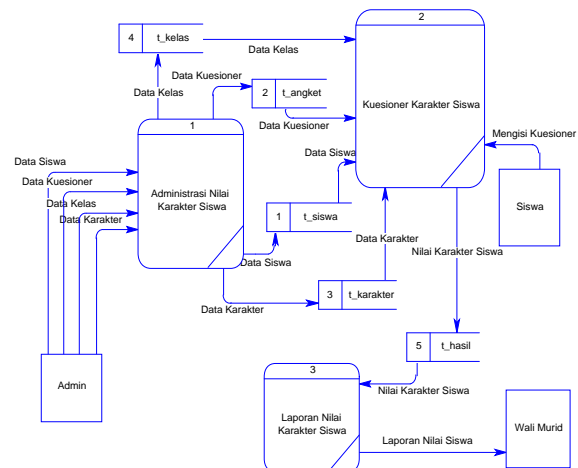 2
4 t_kelas
Data Kelas
Data Kuesioner
Data Kelas
2 t_angket
Kuesioner Karakter Siswa
Data Kuesioner
1
Mengisi Kuesioner
Data Siswa
Data Siswa
Data Kuesioner
Administrasi Nilai
Karakter Siswa
Data Kelas
Siswa
1 t_siswa
Data Karakter
Data Karakter
Nilai Karakter Siswa
Data Siswa
3 t_karakter
Data Karakter
5 t_hasil
3
Admin
Nilai Karakter Siswa
Laporan Nilai
Karakter Siswa
Wali Murid
Laporan Nilai Siswa